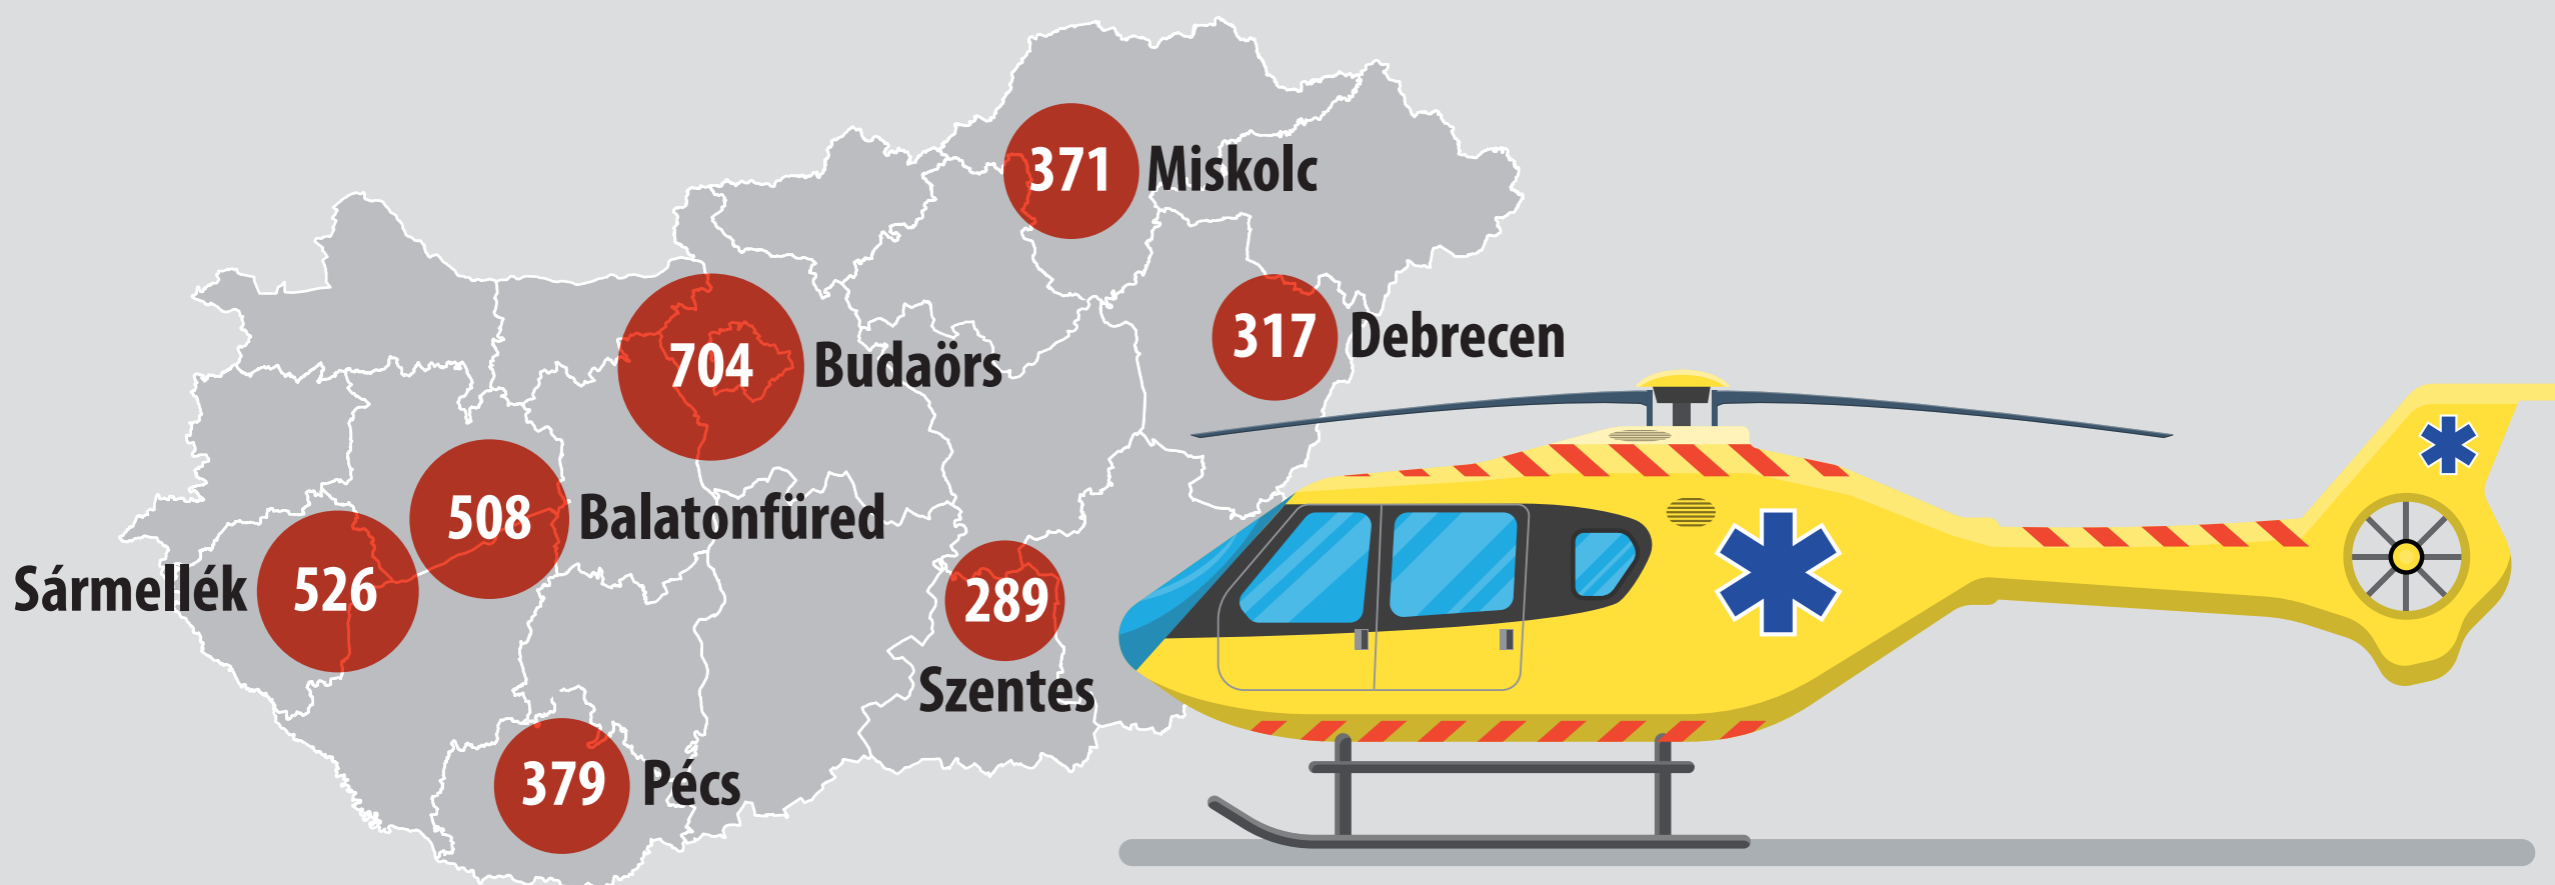 371 Miskolc
317 Debrecen
704 Budaörs
508 Balatonfüred
Sármellék 526
289
Szentes
379 Pécs